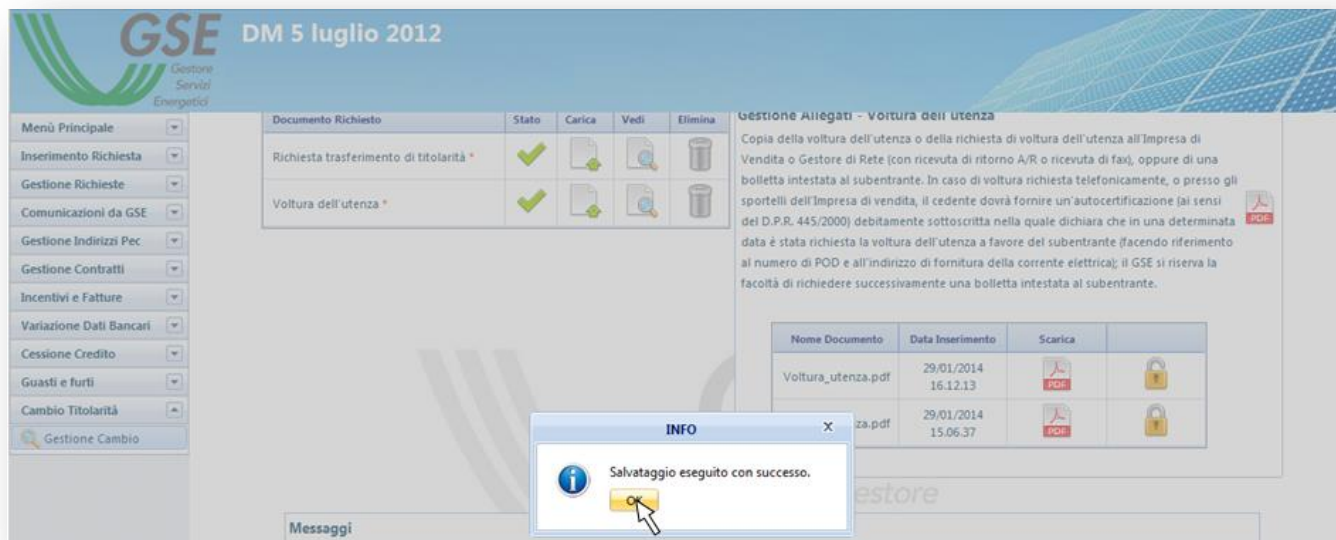 GSE
Gestore
Servizi
Energetici
DM 5 luglio 2012
Menù Principale
Inserimento Richiesta
Gestione Richieste
Comunicazioni da GSE
Gestione Indirizzi Pec
Gestione Contratti
Incentivi e Fatture
Variazione Dati Bancari
Cessione Credito
Guasti e furti
Cambio Titolarità
Gestione Cambio
Documento Richiesto Stato Carica Vedi Elimina
Richiesta trasferimento di titolarità *
Voltura dell'utenza *
Gestione Allegati - Voltura dell'utenza
Copia della voltura dell'utenza o della richiesta di voltura dell'utenza all'Impresa di
Vendita o Gestore di Rete (con ricevuta di ritorno A/R o ricevuta di fax), oppure di una
bolletta intestata al subentrante. In caso di voltura richiesta telefonicamente, o presso gli
sportelli dell'Impresa di vendita, il cedente dovrà fornire un'autocertificazione (ai sensi
del D.P.R. 445/2000) debitamente sottoscritta nella quale dichiara che in una determinata
data è stata richiesta la voltura dell'utenza a favore del subentrante (facendo riferimento
al numero di POD e all'indirizzo di fornitura della corrente elettrica); il GSE si riserva la
facoltà di richiedere successivamente una bolletta intestata al subentrante.
PDF
Nome Documento Data Inserimento Scarica
Voltura_utenza.pdf 29/01/2014 16.12.13 PDF
za.pdf 29/01/2014 15.06.37 PDF
INFO X
Salvataggio eseguito con successo.
OK
estore
Messaggi